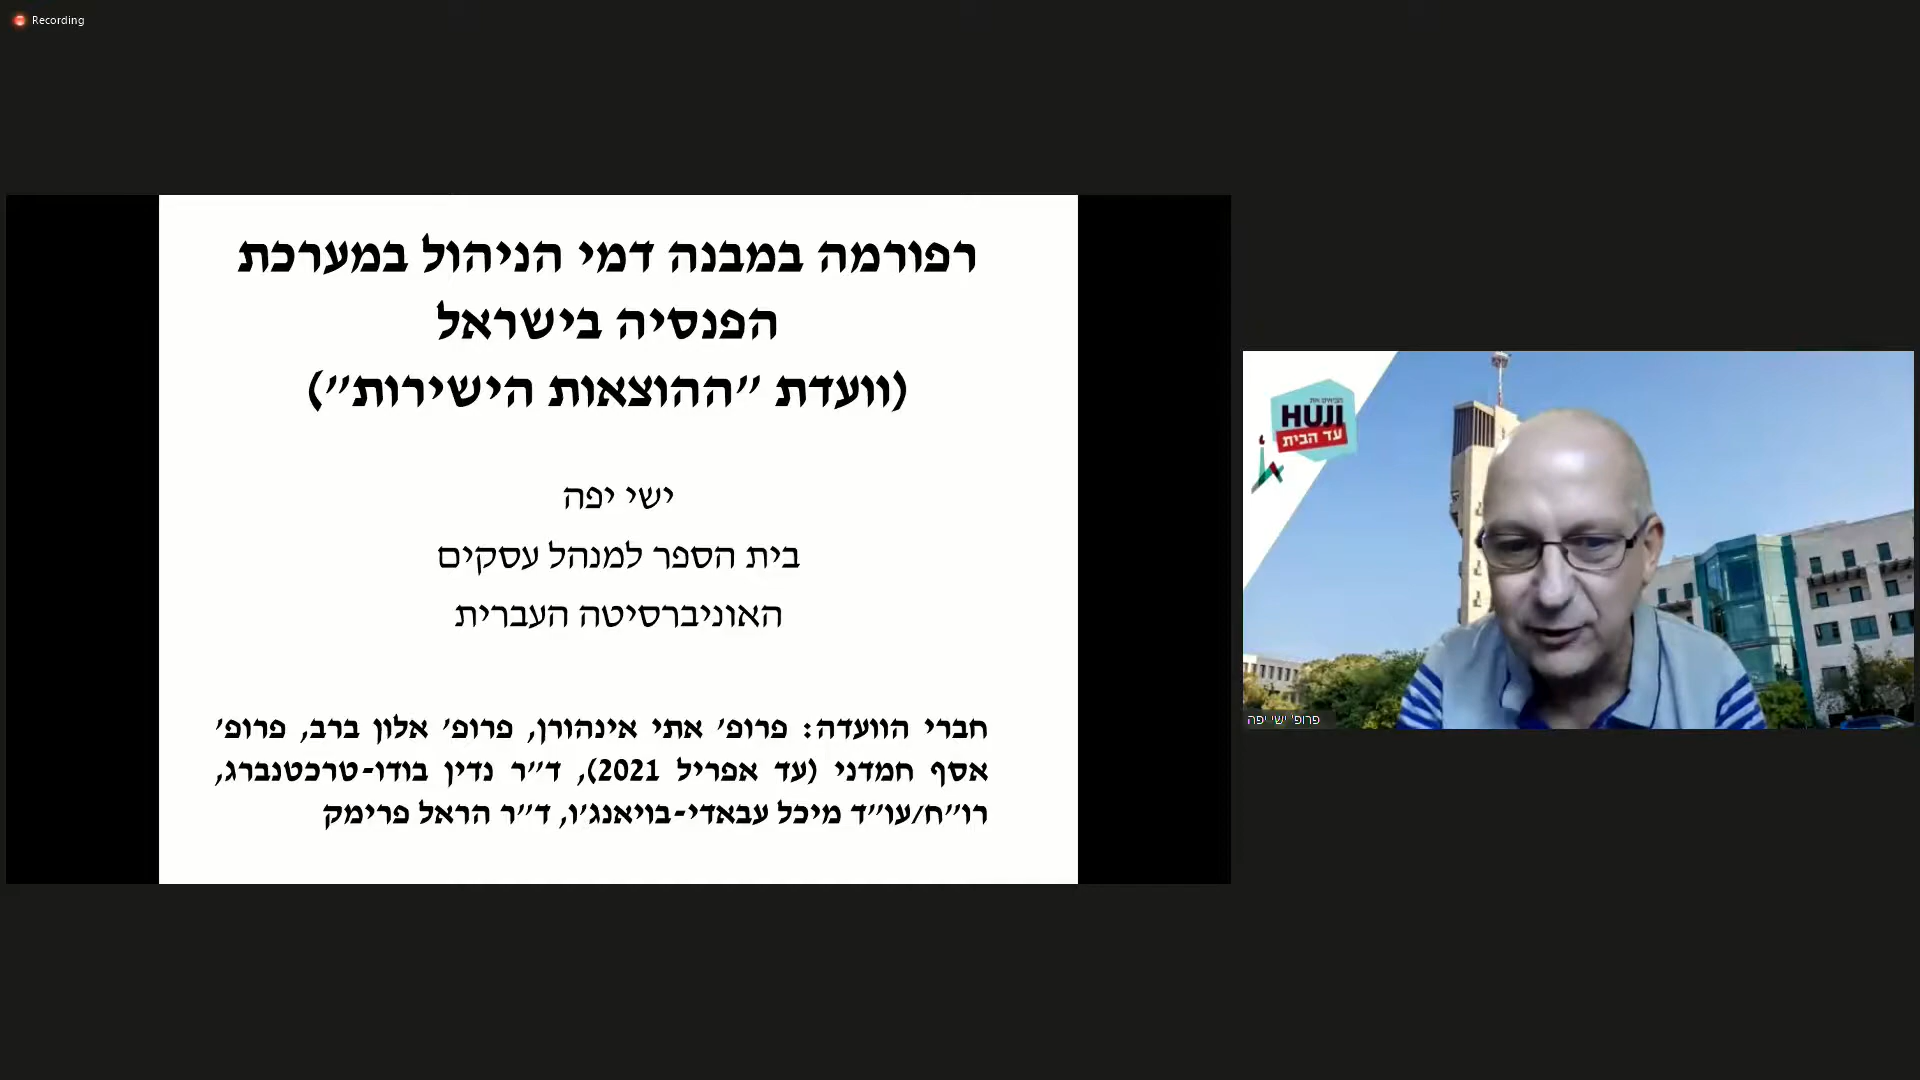 Recording
רפורמה במבנה דמי הניהול במערכת
הפנסיה בישראל
(וועדת "ההוצאות הישירות")
ישי יפה
בית הספר למנהל עסקים
האוניברסיטה העברית
חברי הוועדה: פרופ' אתי אינהורן, פרופ' אלון ברב, פרופ'
אסף חמדני (עד אפריל 2021), ד"ר נדין בודו-טרכטנברג,
רו"ח/עו"ד מיכל עבאדי-בויאנג'ו, ד"ר הראל פרימק
מביאים את
HUJI
עד הבית
פרופ' ישי יפה